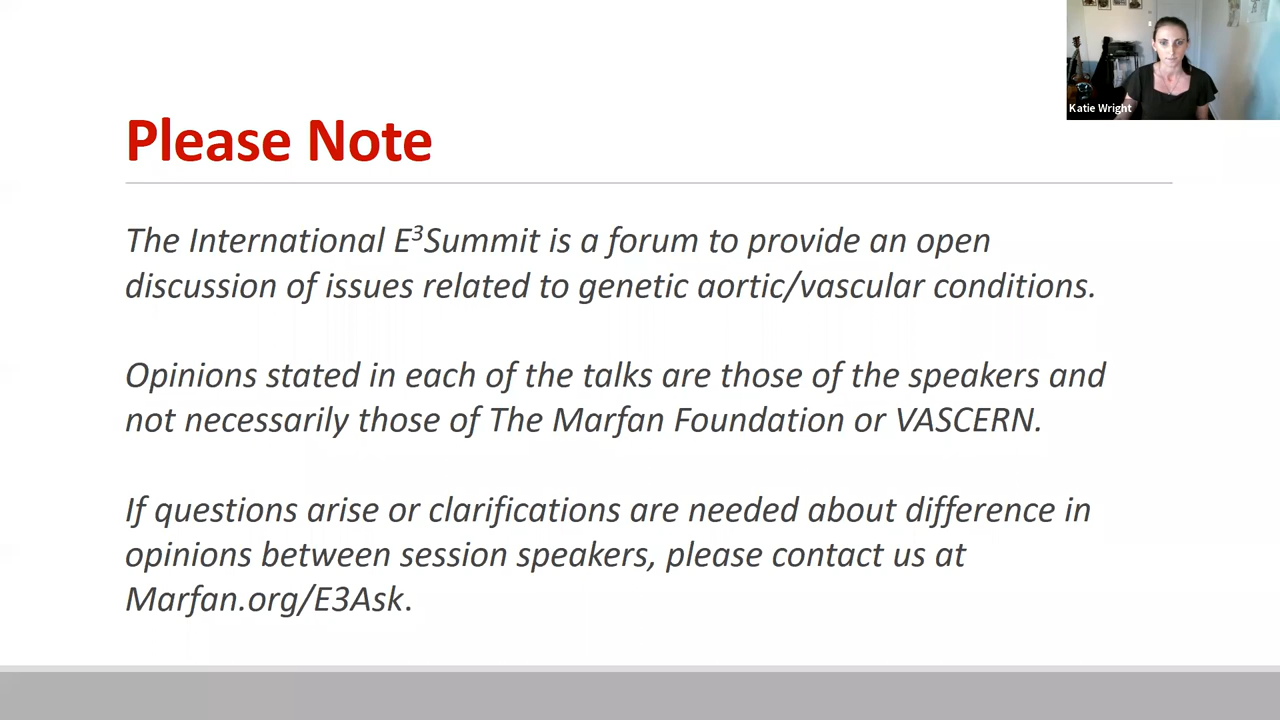 Katie Wright
Please Note
The International E³Summit is a forum to provide an open
discussion of issues related to genetic aortic/vascular conditions.
Opinions stated in each of the talks are those of the speakers and
not necessarily those of The Marfan Foundation or VASCERN.
If questions arise or clarifications are needed about difference in
opinions between session speakers, please contact us at
Marfan.org/E3Ask.